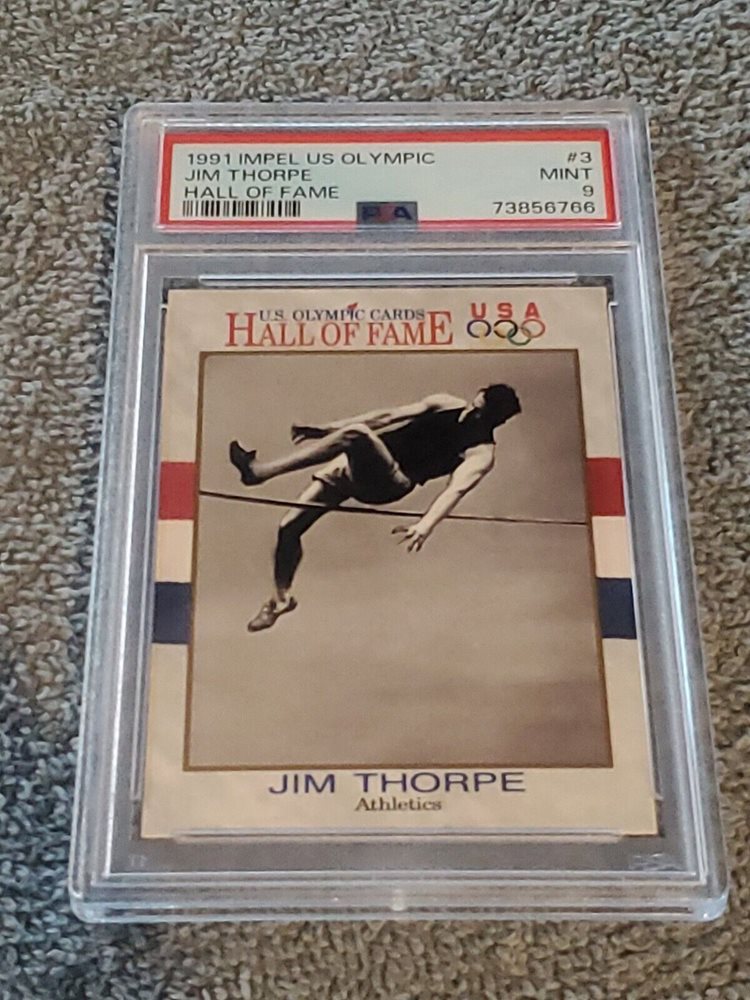 1991 IMPEL US OLYMPIC #3
JIM THORPE MINT
HALL OF FAME 9
PSA 73856766
U.S. OLYMPIC CARDS
HALL OF FAME
USA
JIM THORPE
Athletics